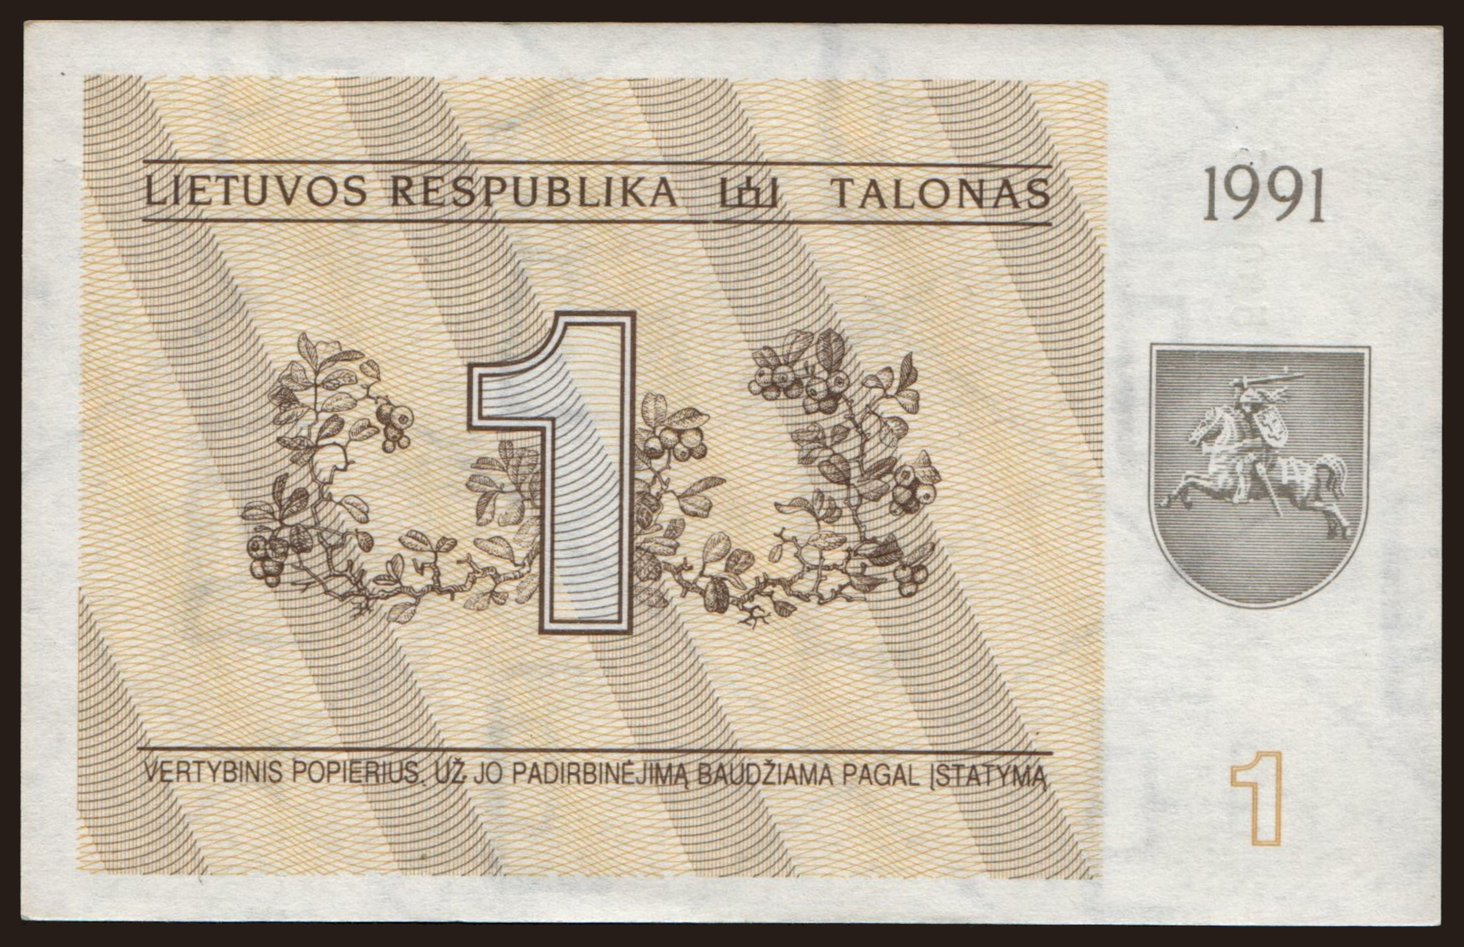 LIETUVOS RESPUBLIKA TALONAS
1991
1
VERTYBINIS POPIERIUS. UŽ JO PADIRBINĖJIMĄ BAUDŽIAMA PAGAL ĮSTATYMĄ
1